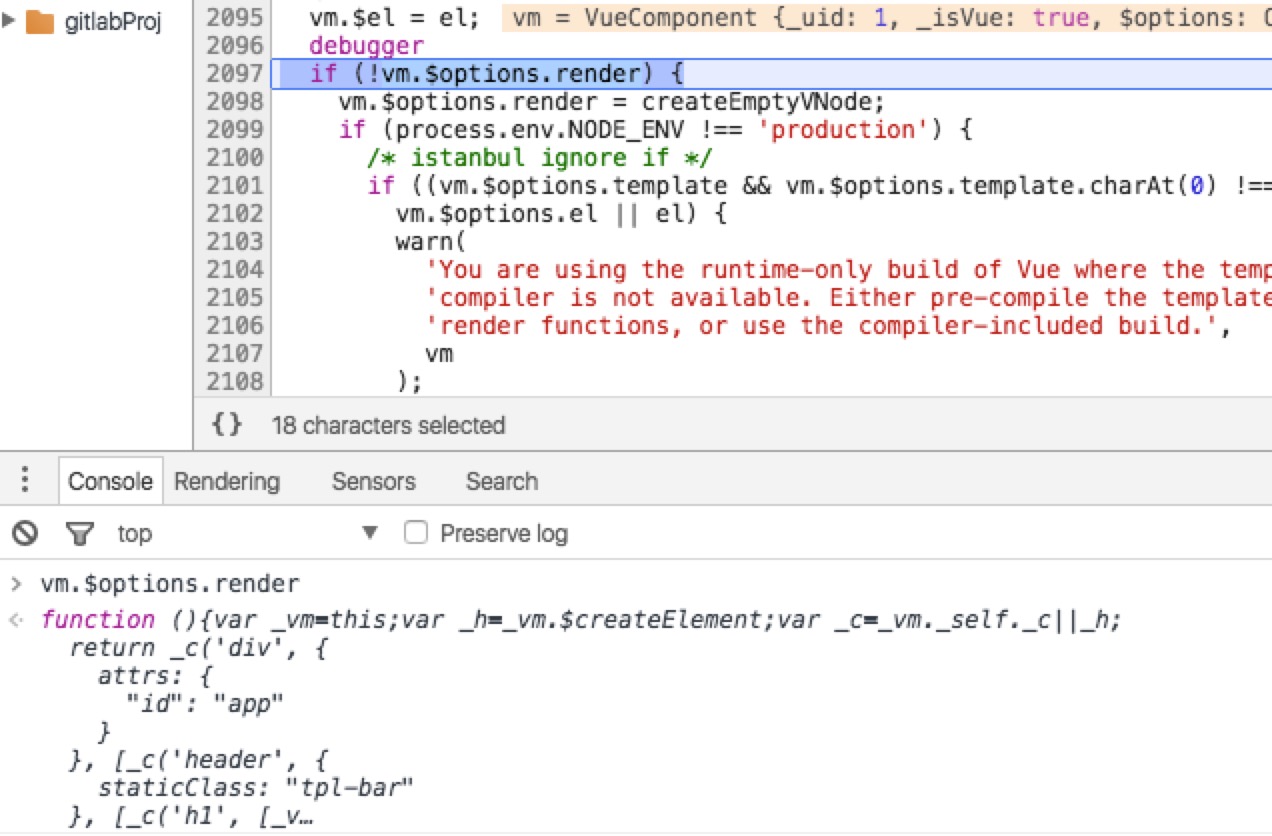 gitlabProj
2095 vm.$el = el; vm = VueComponent {_uid: 1, _isVue: true, $options:
2096 debugger
2097 if (!vm.$options.render) {
2098 vm.$options.render = createEmptyVNode;
2099 if (process.env.NODE_ENV !== 'production') {
2100 /* istanbul ignore if */
2101 if ((vm.$options.template && vm.$options.template.charAt(0) !==
2102 vm.$options.el || el) {
2103 warn(
2104 'You are using the runtime-only build of Vue where the temp
2105 'compiler is not available. Either pre-compile the template
2106 'render functions, or use the compiler-included build.',
2107 vm
2108 );
{} 18 characters selected
Console Rendering Sensors Search
top Preserve log
> vm.$options.render
function (){var _vm=this;var _h=_vm.$createElement;var _c=_vm._self._c||_h;
return _c('div', {
attrs: {
"id": "app"
}
}, [_c('header', {
staticClass: "tpl-bar"
}, [_c('h1', [_v…